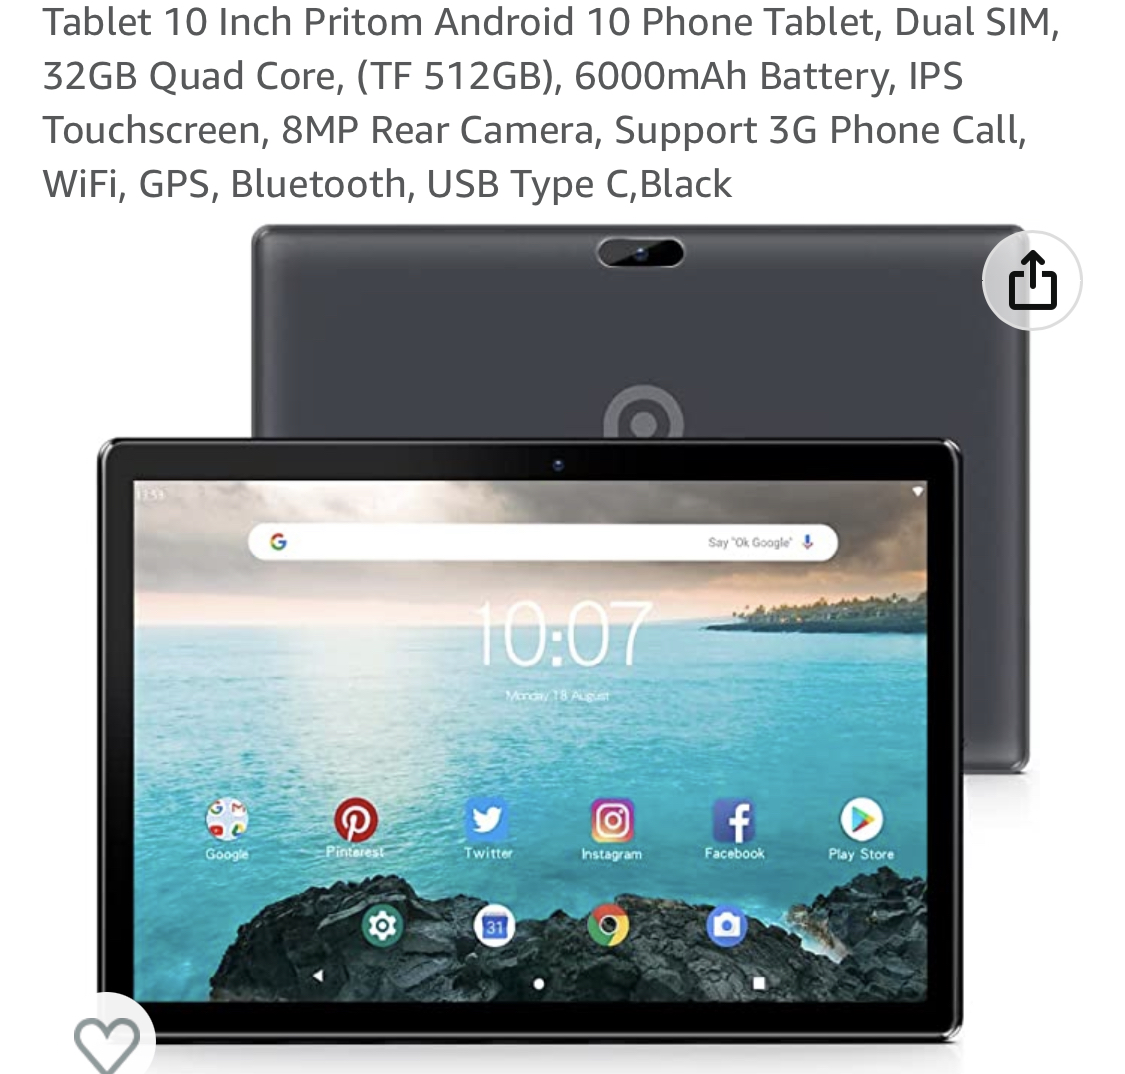 Tablet 10 Inch Pritom Android 10 Phone Tablet, Dual SIM,
32GB Quad Core, (TF 512GB), 6000mAh Battery, IPS
Touchscreen, 8MP Rear Camera, Support 3G Phone Call,
WiFi, GPS, Bluetooth, USB Type C,Black
13:53
Say "Ok Google"
10:07
Monday 18 August
Google
Pinterest
Twitter
Instagram
Facebook
Play Store
31